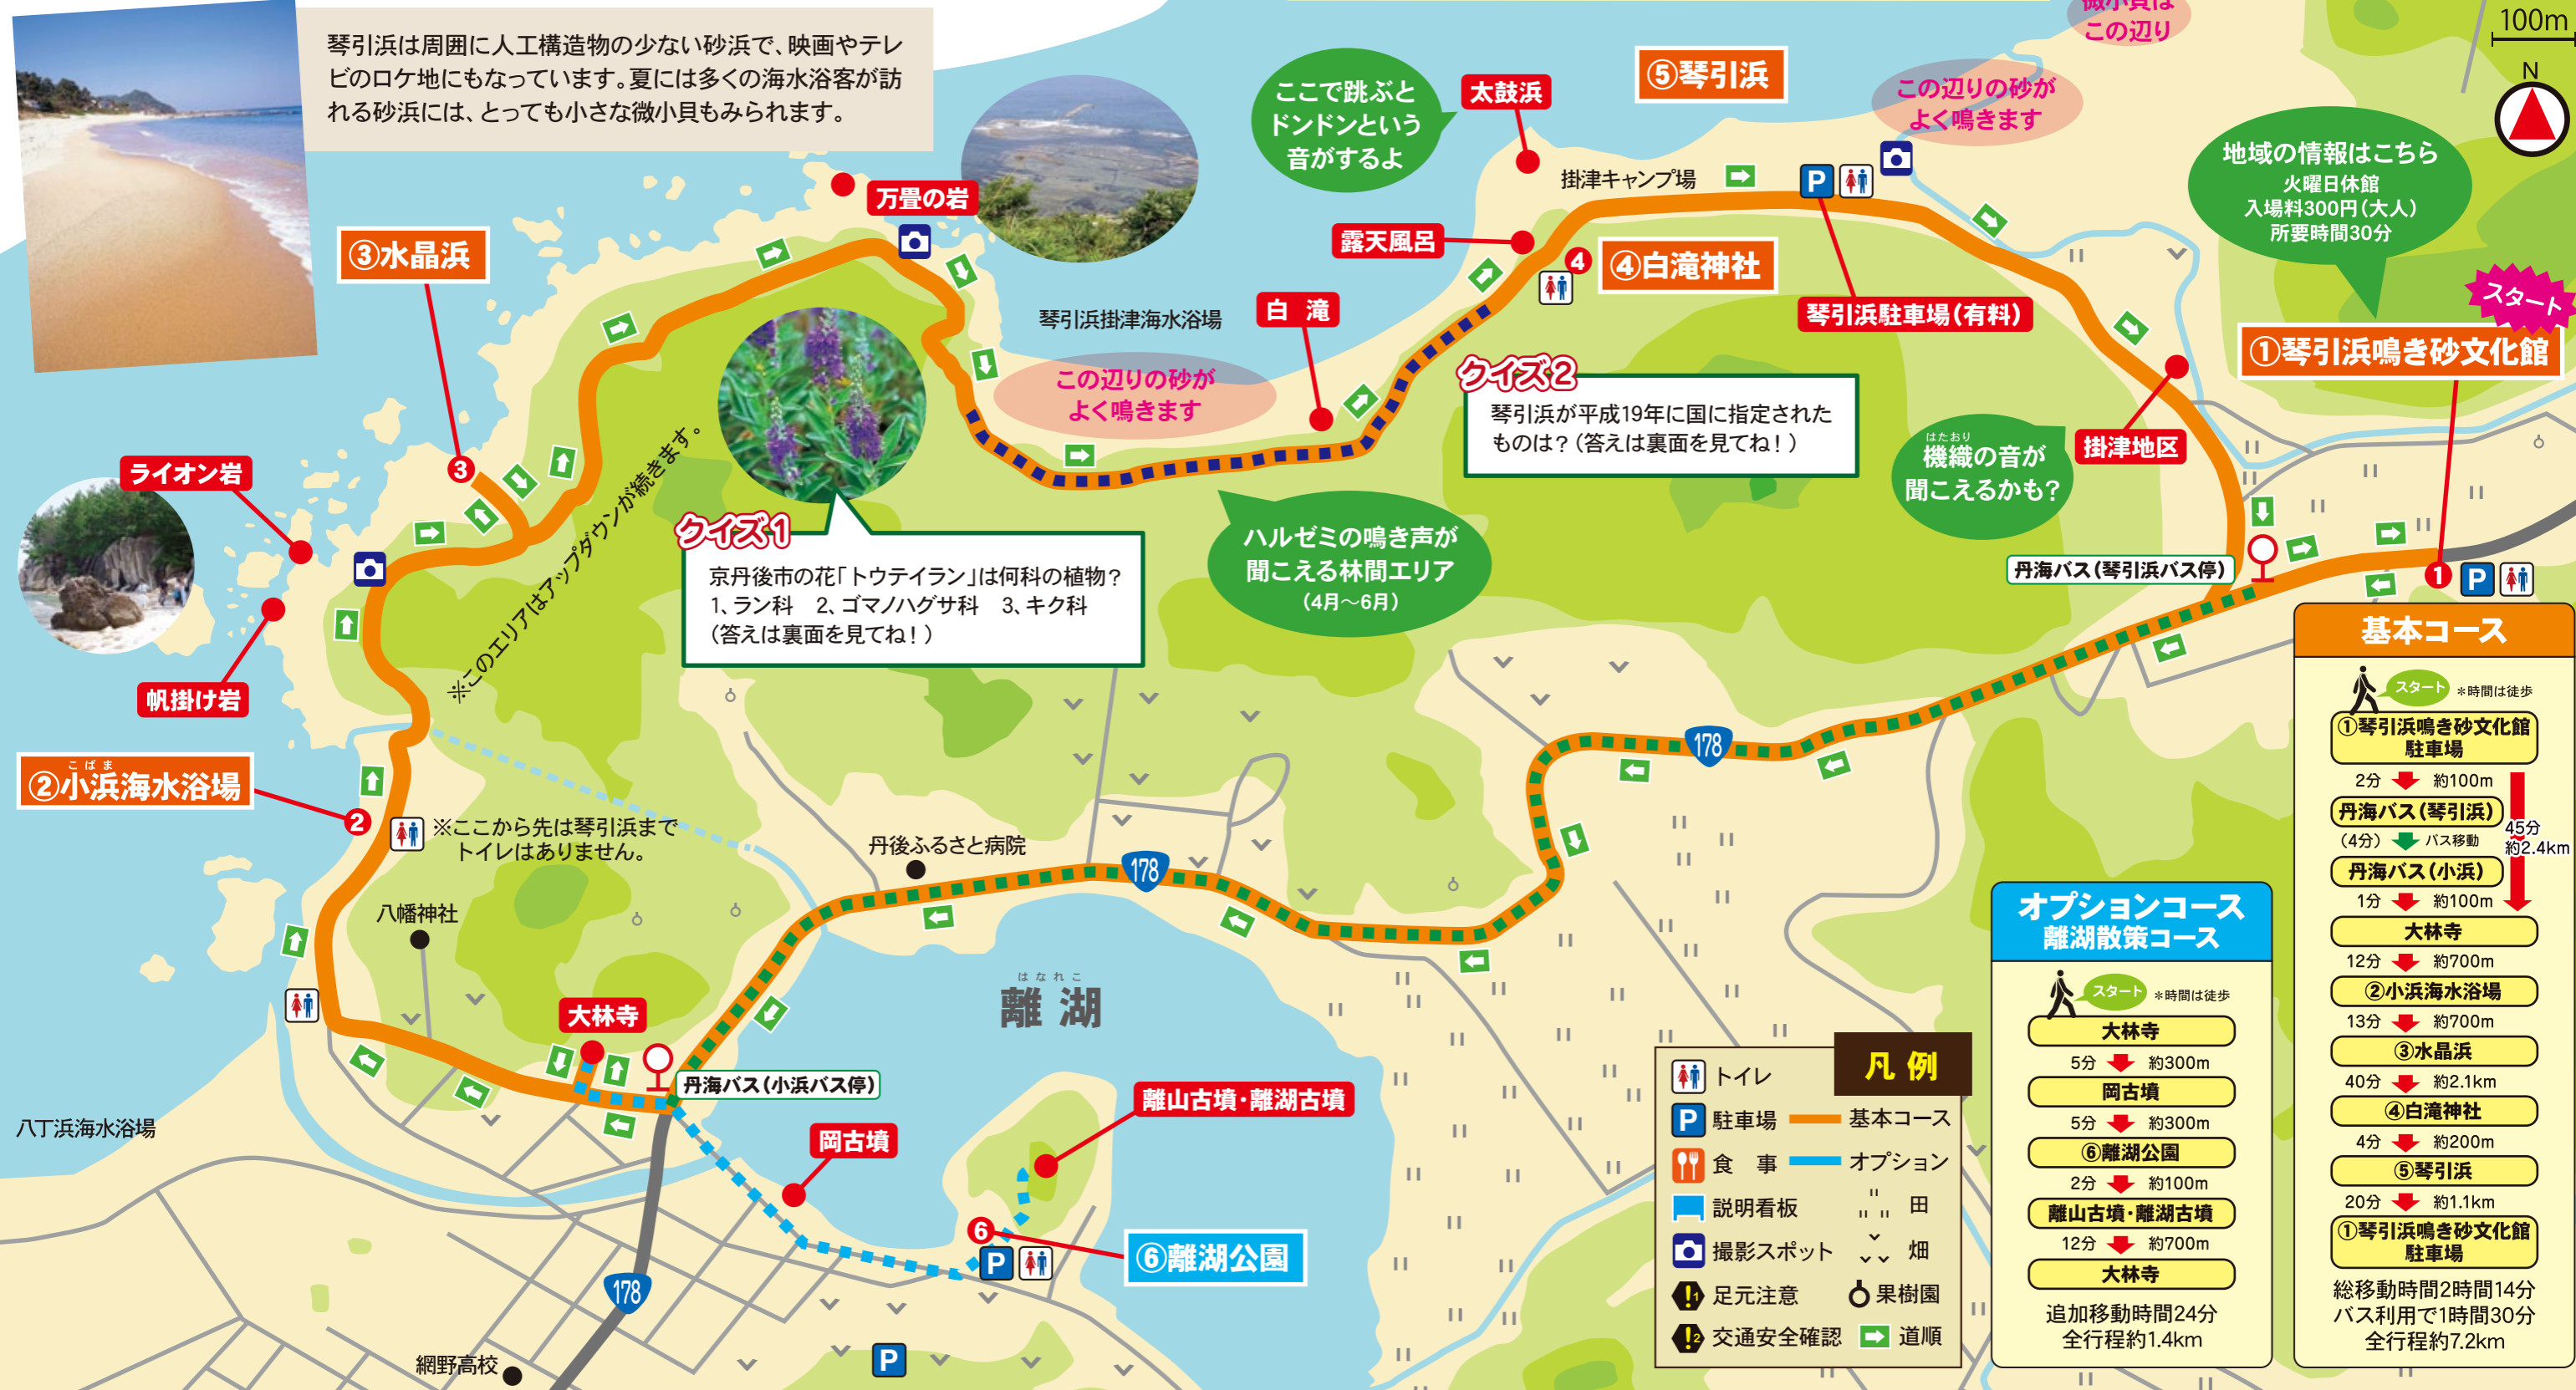 琴引浜は周囲に人工構造物の少ない砂浜で、映画やテレ
ビのロケ地にもなっています。夏には多くの海水浴客が訪
れる砂浜には、とっても小さな微小貝もみられます。
微小貝は
この辺り
100m
N
⑤琴引浜
ここで跳ぶと
ドンドンという
音がするよ
太鼓浜
この辺りの砂が
よく鳴きます
地域の情報はこちら
火曜日休館
入場料300円(大人)
所要時間30分
スタート
①琴引浜鳴き砂文化館
掛津キャンプ場
P
万畳の岩
③水晶浜
露天風呂
4
④白滝神社
琴引浜駐車場(有料)
琴引浜掛津海水浴場
白 滝
この辺りの砂が
よく鳴きます
クイズ2
琴引浜が平成19年に国に指定された
ものは?(答えは裏面を見てね!)
はたおり
機織の音が
聞こえるかも?
掛津地区
3
ライオン岩
※このエリアはアップダウンが続きます。
クイズ1
京丹後市の花「トウテイラン」は何科の植物?
1、ラン科 2、ゴマノハグサ科 3、キク科
(答えは裏面を見てね!)
ハルゼミの鳴き声が
聞こえる林間エリア
(4月～6月)
丹海バス(琴引浜バス停)
1
P
帆掛け岩
こばま
②小浜海水浴場
2
※ここから先は琴引浜まで
トイレはありません。
178
丹後ふるさと病院
178
八幡神社
はなれこ
離湖
大林寺
丹海バス(小浜バス停)
八丁浜海水浴場
岡古墳
離山古墳・離湖古墳
6
P
⑥離湖公園
178
網野高校
P
凡例
トイレ
P
駐車場
基本コース
食 事
オプション
説明看板
田
撮影スポット
畑
!1
足元注意
果樹園
!2
交通安全確認
道順
オプションコース
離湖散策コース
スタート
*時間は徒歩
大林寺
5分 約300m
岡古墳
5分 約300m
⑥離湖公園
2分 約100m
離山古墳・離湖古墳
12分 約700m
大林寺
追加移動時間24分
全行程約1.4km
基本コース
スタート
*時間は徒歩
①琴引浜鳴き砂文化館
駐車場
2分 約100m
丹海バス(琴引浜)
(4分) バス移動
45分
約2.4km
丹海バス(小浜)
1分 約100m
大林寺
12分 約700m
②小浜海水浴場
13分 約700m
③水晶浜
40分 約2.1km
④白滝神社
4分 約200m
⑤琴引浜
20分 約1.1km
①琴引浜鳴き砂文化館
駐車場
総移動時間2時間14分
バス利用で1時間30分
全行程約7.2km